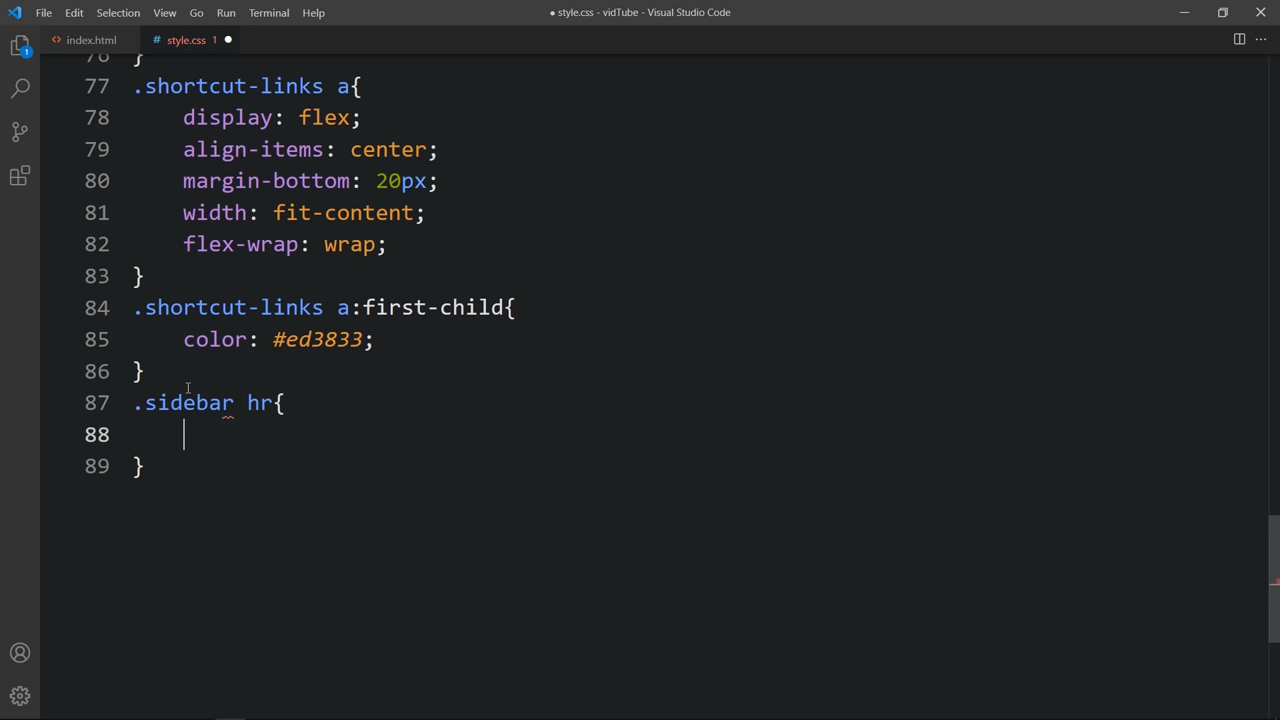 File Edit Selection View Go Run Terminal Help ● style.css - vidTube - Visual Studio Code
<> index.html # style.css 1 ●
76 }
77 .shortcut-links a{
78 display: flex;
79 align-items: center;
80 margin-bottom: 20px;
81 width: fit-content;
82 flex-wrap: wrap;
83 }
84 .shortcut-links a:first-child{
85 color: #ed3833;
86 }
87 .sidebar hr{
88
89 }
1